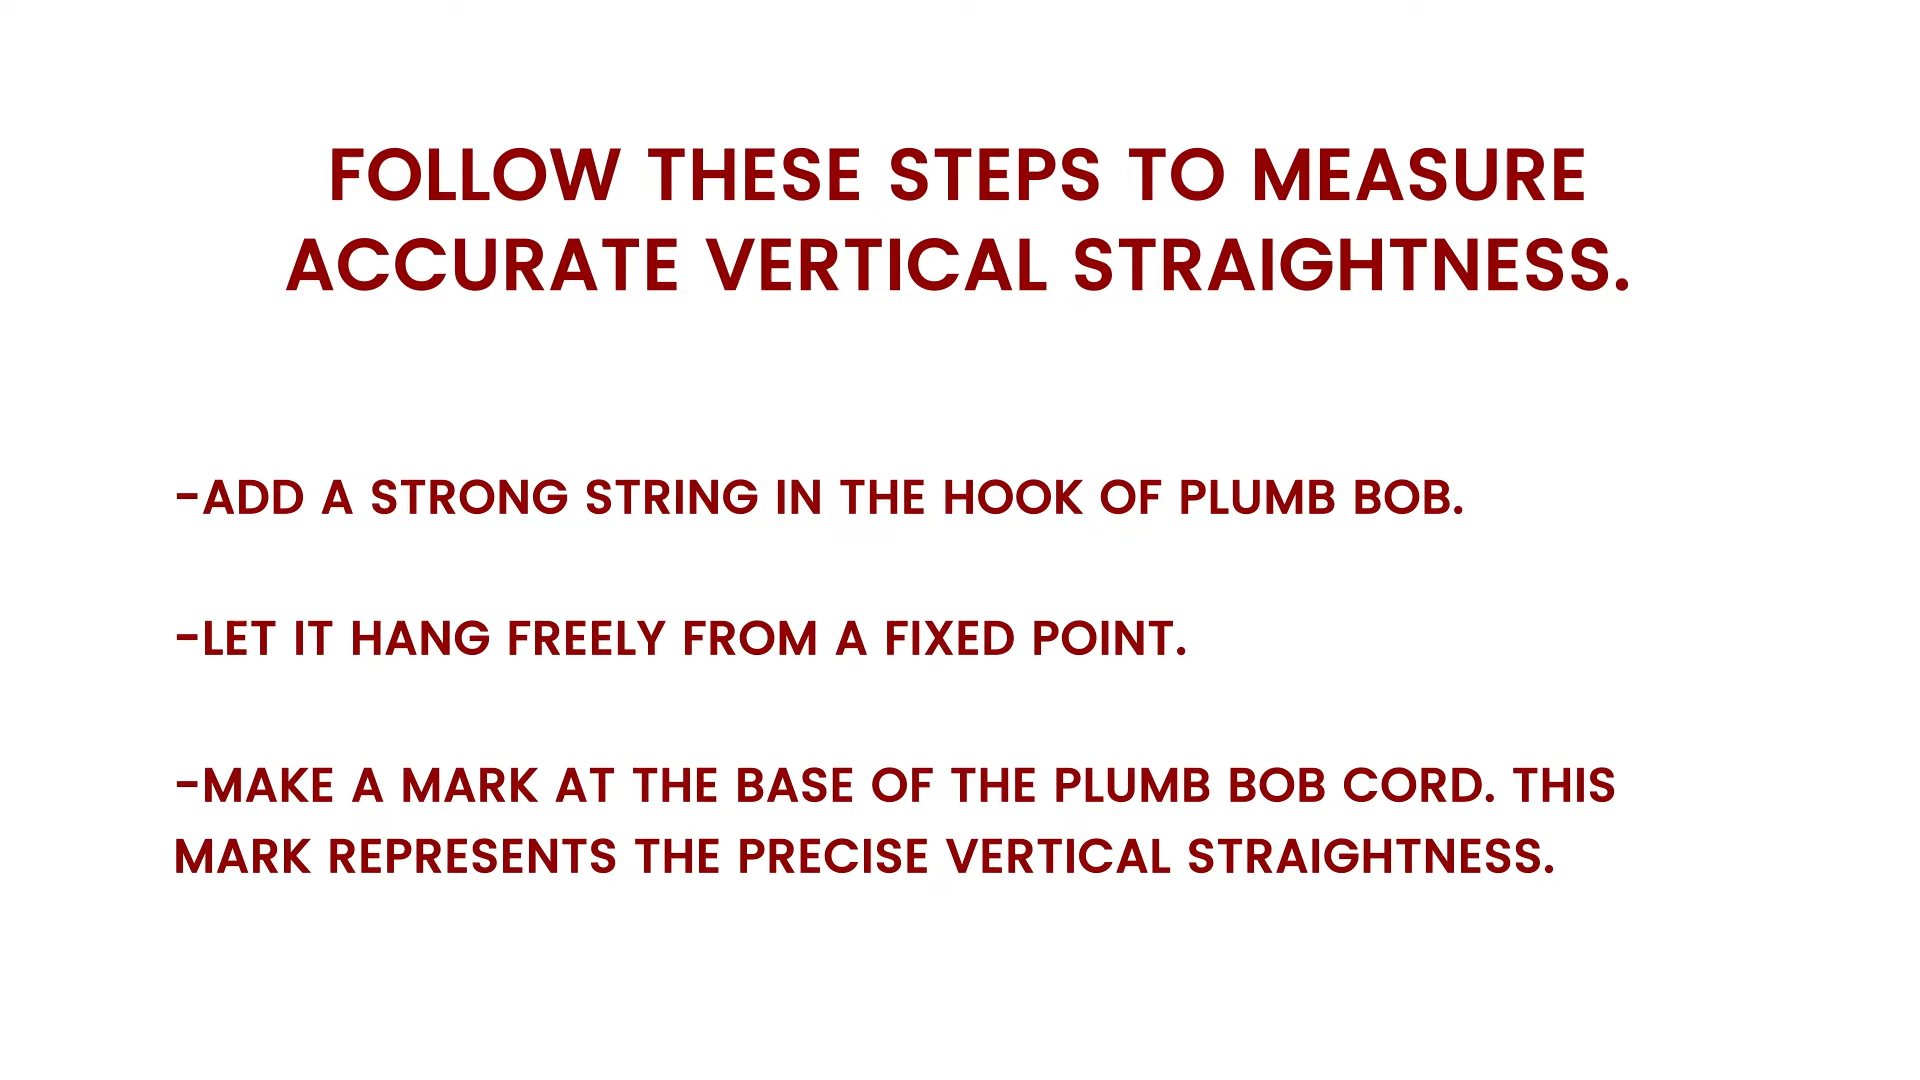 FOLLOW THESE STEPS TO MEASURE
ACCURATE VERTICAL STRAIGHTNESS.
-ADD A STRONG STRING IN THE HOOK OF PLUMB BOB.
-LET IT HANG FREELY FROM A FIXED POINT.
-MAKE A MARK AT THE BASE OF THE PLUMB BOB CORD. THIS
MARK REPRESENTS THE PRECISE VERTICAL STRAIGHTNESS.